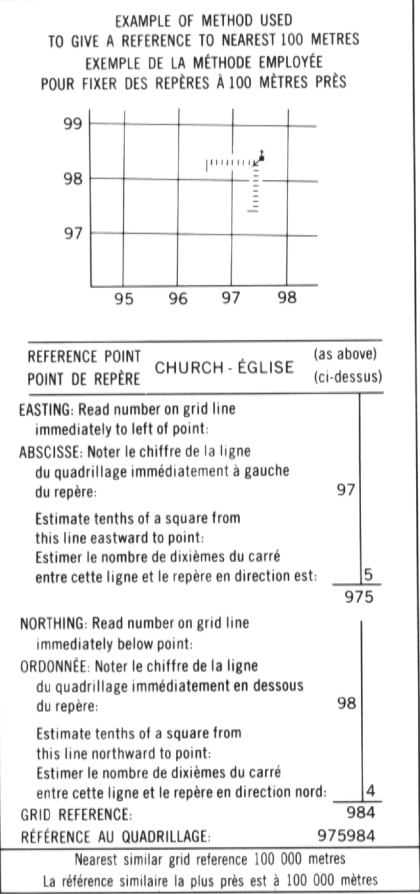 EXAMPLE OF METHOD USED
TO GIVE A REFERENCE TO NEAREST 100 METRES
EXEMPLE DE LA MÉTHODE EMPLOYÉE
POUR FIXER DES REPÈRES À 100 MÈTRES PRÈS
99
98
97
95 96 97 98
REFERENCE POINT
POINT DE REPÈRE
CHURCH - ÉGLISE
(as above)
(ci-dessus)
EASTING: Read number on grid line
immediately to left of point:
ABSCISSE: Noter le chiffre de la ligne
du quadrillage immédiatement à gauche
du repère: 97
Estimate tenths of a square from
this line eastward to point:
Estimer le nombre de dixièmes du carré
entre cette ligne et le repère en direction est: 5
975
NORTHING: Read number on grid line
immediately below point:
ORDONNÉE: Noter le chiffre de la ligne
du quadrillage immédiatement en dessous
du repère: 98
Estimate tenths of a square from
this line northward to point:
Estimer le nombre de dixièmes du carré
entre cette ligne et le repère en direction nord: 4
GRID REFERENCE: 984
RÉFÉRENCE AU QUADRILLAGE: 975984
Nearest similar grid reference 100 000 metres
La référence similaire la plus près est à 100 000 mètres